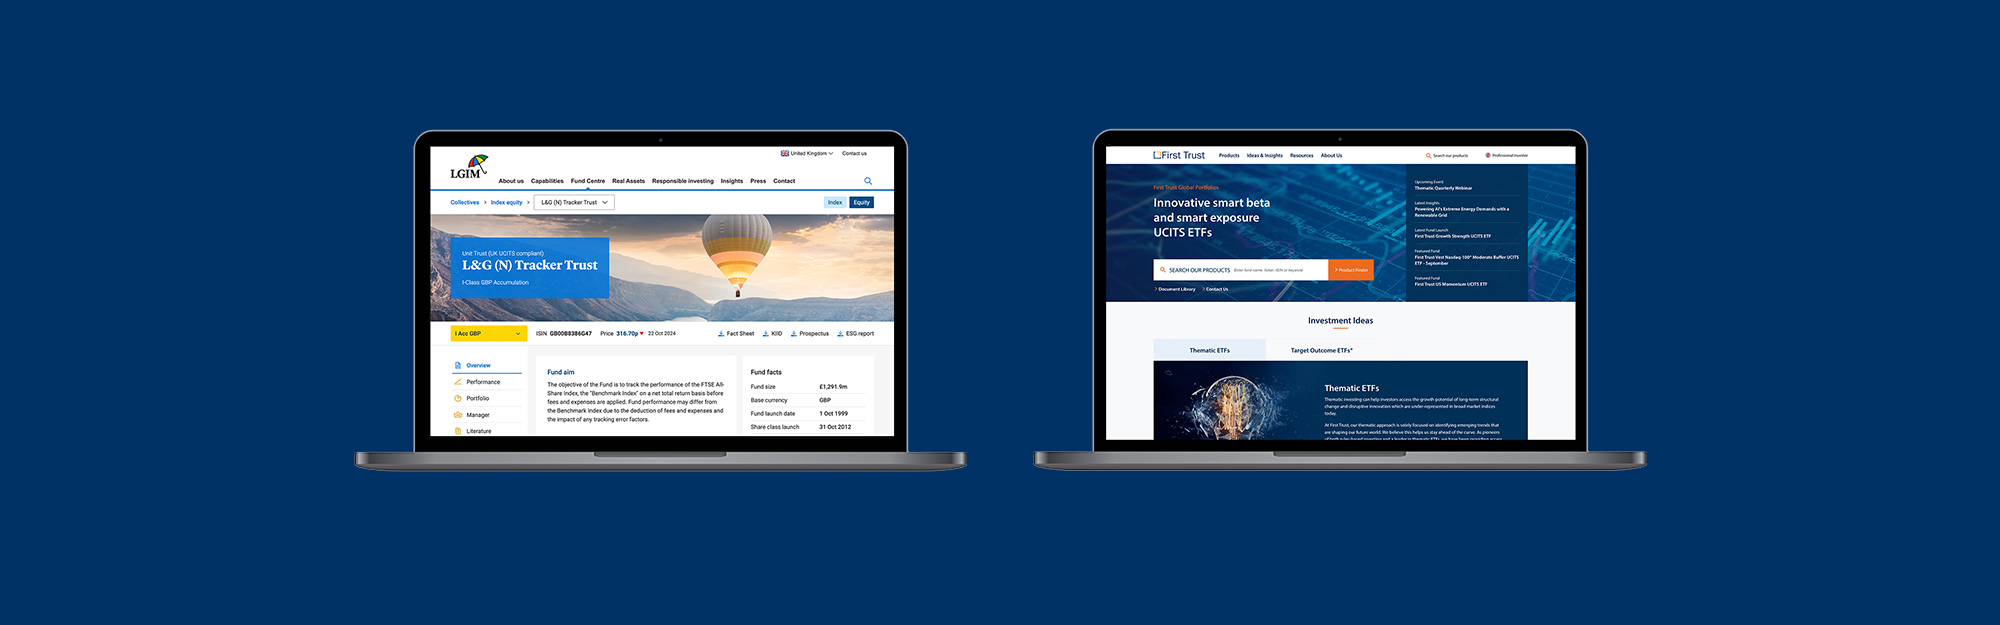 United Kingdom
Contact us
LGIM
About us
Capabilities
Fund Centre
Real Assets
Responsible investing
Insights
Press
Contact
Collectives
Index equity
L&G (N) Tracker Trust
Index
Equity
Unit Trust (UK UCITS compliant)
L&G (N) Tracker Trust
I-Class GBP Accumulation
I Acc GBP
ISIN GB00B8386G47
Price 316.70p
22 Oct 2024
Fact Sheet
KIID
Prospectus
ESG report
Overview
Performance
Portfolio
Manager
Literature
Fund aim
The objective of the Fund is to track the performance of the FTSE All-
Share Index, the "Benchmark Index" on a net total return basis before
fees and expenses are applied. Fund performance may differ from
the Benchmark Index due to the deduction of fees and expenses and
the impact of any tracking error factors.
Fund facts
Fund size £1,291.9m
Base currency GBP
Fund launch date 1 Oct 1999
Share class launch 31 Oct 2012
First Trust
Products
Ideas & Insights
Resources
About Us
Search our products
Professional Investor
First Trust Global Portfolios
Innovative smart beta
and smart exposure
UCITS ETFs
SEARCH OUR PRODUCTS
Enter fund name, ticker, ISIN or keyword
Product Finder
Document Library
Contact Us
Upcoming Event
Thematic Quarterly Webinar
Latest Insights
Powering AI's Extreme Energy Demands with a
Renewable Grid
Latest Fund Launch
First Trust Growth Strength UCITS ETF
Featured Fund
First Trust Vest Nasdaq-100® Moderate Buffer UCITS
ETF - September
Featured Fund
First Trust US Momentum UCITS ETF
Investment Ideas
Thematic ETFs
Target Outcome ETFs®
Thematic ETFs
Thematic investing can help investors access the growth potential of long-term structural
change and disruptive innovation which are under-represented in broad market indices
today.
At First Trust, our thematic approach is solely focused on identifying emerging trends that
are shaping our future world. We believe this helps us stay ahead of the curve. As pioneers